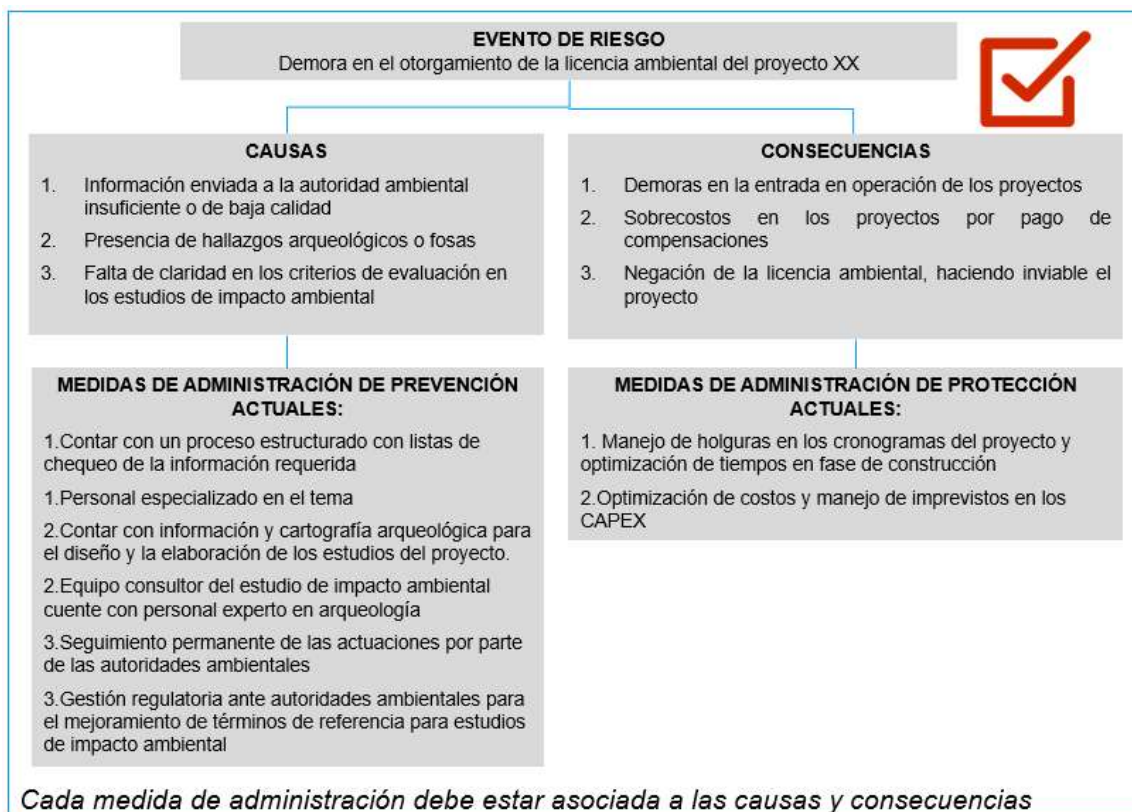 EVENTO DE RIESGO
Demora en el otorgamiento de la licencia ambiental del proyecto XX
CAUSAS
1. Información enviada a la autoridad ambiental
insuficiente o de baja calidad
2. Presencia de hallazgos arqueológicos o fosas
3. Falta de claridad en los criterios de evaluación en
los estudios de impacto ambiental
CONSECUENCIAS
1. Demoras en la entrada en operación de los proyectos
2. Sobrecostos en los proyectos por pago de
compensaciones
3. Negación de la licencia ambiental, haciendo inviable el
proyecto
MEDIDAS DE ADMINISTRACIÓN DE PREVENCIÓN
ACTUALES:
1.Contar con un proceso estructurado con listas de
chequeo de la información requerida
1.Personal especializado en el tema
2.Contar con información y cartografía arqueológica para
el diseño y la elaboración de los estudios del proyecto.
2.Equipo consultor del estudio de impacto ambiental
cuente con personal experto en arqueología
3.Seguimiento permanente de las actuaciones por parte
de las autoridades ambientales
3.Gestión regulatoria ante autoridades ambientales para
el mejoramiento de términos de referencia para estudios
de impacto ambiental
MEDIDAS DE ADMINISTRACIÓN DE PROTECCIÓN
ACTUALES:
1. Manejo de holguras en los cronogramas del proyecto y
optimización de tiempos en fase de construcción
2.Optimización de costos y manejo de imprevistos en los
CAPEX
Cada medida de administración debe estar asociada a las causas y consecuencias